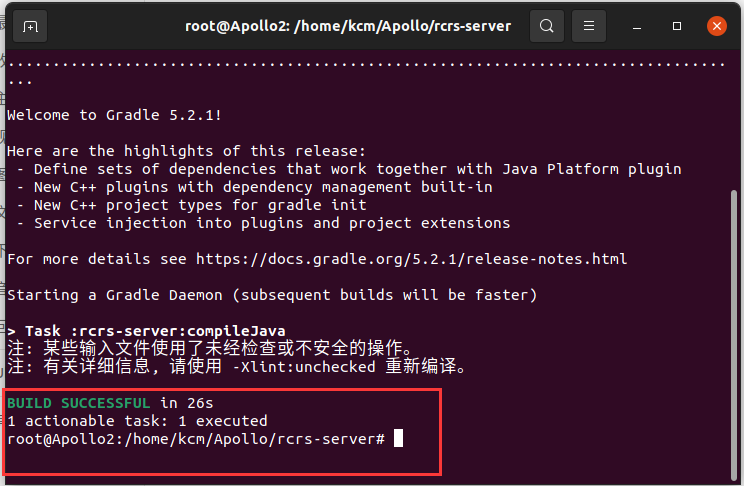 root@Apollo2: /home/kcm/Apollo/rcrs-server
................................................................................
...
Welcome to Gradle 5.2.1!
Here are the highlights of this release:
- Define sets of dependencies that work together with Java Platform plugin
- New C++ plugins with dependency management built-in
- New C++ project types for gradle init
- Service injection into plugins and project extensions
For more details see https://docs.gradle.org/5.2.1/release-notes.html
Starting a Gradle Daemon (subsequent builds will be faster)
> Task :rcrs-server:compileJava
注: 某些输入文件使用了未经检查或不安全的操作。
注: 有关详细信息, 请使用 -Xlint:unchecked 重新编译。
BUILD SUCCESSFUL in 26s
1 actionable task: 1 executed
root@Apollo2:/home/kcm/Apollo/rcrs-server#